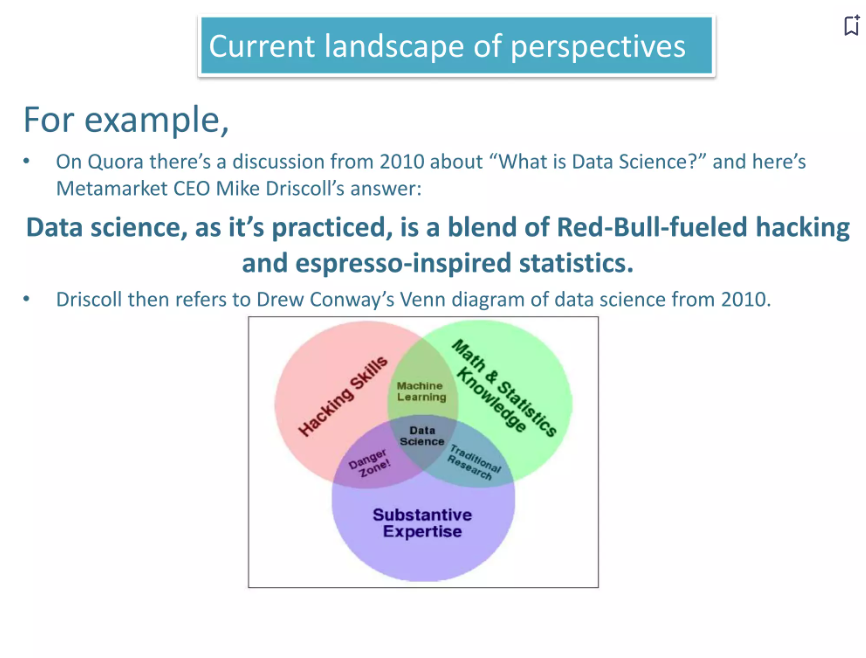 Current landscape of perspectives
For example,
• On Quora there's a discussion from 2010 about “What is Data Science?” and here's
Metamarket CEO Mike Driscoll's answer:
Data science, as it's practiced, is a blend of Red-Bull-fueled hacking
and espresso-inspired statistics.
• Driscoll then refers to Drew Conway's Venn diagram of data science from 2010.
Hacking Skills
Math & Statistics
Knowledge
Machine
Learning
Data
Science
Danger
Zone!
Traditional
Research
Substantive
Expertise